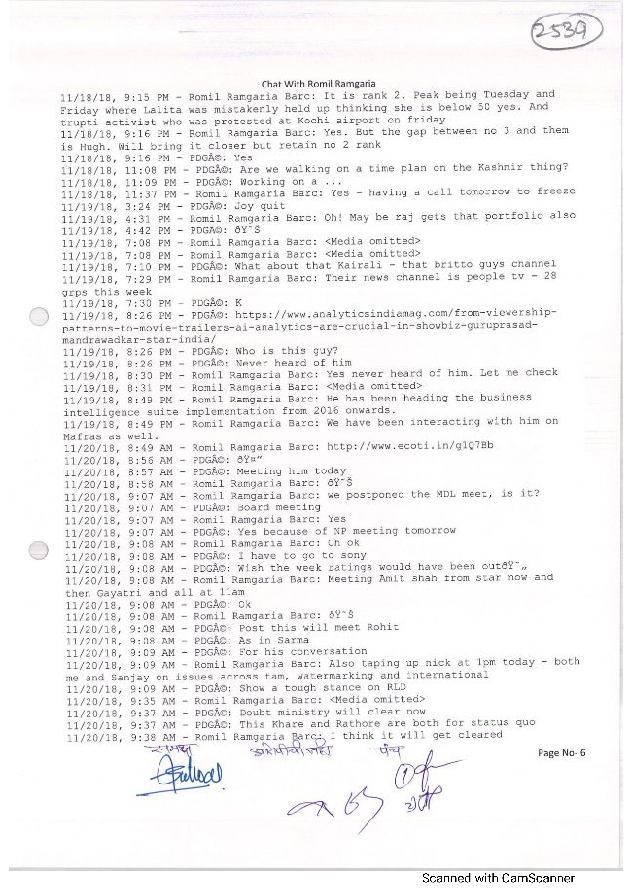 2539
Chat With Romil Ramgaria
11/18/18, 9:15 PM - Romil Ramgaria Barc: It is rank 2. Peak being Tuesday and
Friday where Lalita was mistakenly held up thinking she is below 50 yes. And
trupti activist who was protested at Kochi airport on friday
11/18/18, 9:16 PM - Romil Ramgaria Barc: Yes. But the gap between no 3 and them
is Hugh. Will bring it closer but retain no 2 rank
11/18/18, 9:16 PM - PDGÃ©: Yes
11/18/18, 11:08 PM - PDGÃ©: Are we walking on a time plan on the Kashnir thing?
11/18/18, 11:09 PM - PDGÃ©: Working on a ...
11/18/18, 11:37 PM - Romil Ramgaria Barc: Yes - having a call tomorrow to freeze
11/19/18, 3:24 PM - PDGÃ©: Joy quit
11/19/18, 4:31 PM - Romil Ramgaria Barc: Oh! May be raj gets that portfolio also
11/19/18, 4:42 PM - PDGÃ©: ðŸ˜Š
11/19/18, 7:08 PM - Romil Ramgaria Barc: <Media omitted>
11/19/18, 7:08 PM - Romil Ramgaria Barc: <Media omitted>
11/19/18, 7:10 PM - PDGÃ©: What about that Kairali - that britto guys channel
11/19/18, 7:29 PM - Romil Ramgaria Barc: Their news channel is people tv - 28
grps this week
11/19/18, 7:30 PM - PDGÃ©: K
11/19/18, 8:26 PM - PDGÃ©: https://www.analyticsindiamag.com/from-viewership-
patterns-to-movie-trailers-ai-analytics-are-crucial-in-showbiz-guruprasad-
mandrawadkar-star-india/
11/19/18, 8:26 PM - PDGÃ©: Who is this guy?
11/19/18, 8:26 PM - PDGÃ©: Never heard of him
11/19/18, 8:30 PM - Romil Ramgaria Barc: Yes never heard of him. Let me check
11/19/18, 8:31 PM - Romil Ramgaria Barc: <Media omitted>
11/19/18, 8:49 PM - Romil Ramgaria Barc: He has been heading the business
intelligence suite implementation from 2016 onwards.
11/19/18, 8:49 PM - Romil Ramgaria Barc: We have been interacting with him on
Mafras as well.
11/20/18, 8:49 AM - Romil Ramgaria Barc: http://www.ecoti.in/g1Q7Bb
11/20/18, 8:56 AM - PDGÃ©: ðŸ¤”
11/20/18, 8:57 AM - PDGÃ©: Meeting him today
11/20/18, 8:58 AM - Romil Ramgaria Barc: ðŸ˜Š
11/20/18, 9:07 AM - Romil Ramgaria Barc: we postponed the MDL meet, is it?
11/20/18, 9:07 AM - PDGÃ©: Board meeting
11/20/18, 9:07 AM - Romil Ramgaria Barc: Yes
11/20/18, 9:07 AM - PDGÃ©: Yes because of NP meeting tomorrow
11/20/18, 9:08 AM - Romil Ramgaria Barc: Oh ok
11/20/18, 9:08 AM - PDGÃ©: I have to go to sony
11/20/18, 9:08 AM - PDGÃ©: Wish the week ratings would have been outðŸ˜„
11/20/18, 9:08 AM - Romil Ramgaria Barc: Meeting Amit shah from star now and
then Gayatri and all at 11am
11/20/18, 9:08 AM - PDGÃ©: Ok
11/20/18, 9:08 AM - Romil Ramgaria Barc: ðŸ˜Š
11/20/18, 9:08 AM - PDGÃ©: Post this will meet Rohit
11/20/18, 9:08 AM - PDGÃ©: As in Sarma
11/20/18, 9:09 AM - PDGÃ©: For his conversation
11/20/18, 9:09 AM - Romil Ramgaria Barc: Also taping up nick at 1pm today - both
me and Sanjay on issues across tam, watermarking and international
11/20/18, 9:09 AM - PDGÃ©: Show a tough stance on RLD
11/20/18, 9:35 AM - Romil Ramgaria Barc: <Media omitted>
11/20/18, 9:37 AM - PDGÃ©: Doubt ministry will clear now
11/20/18, 9:37 AM - PDGÃ©: This Khare and Rathore are both for status quo
11/20/18, 9:38 AM - Romil Ramgaria Barc: I think it will get cleared
समक्ष पंच
Page No- 6
Scanned with CamScanner